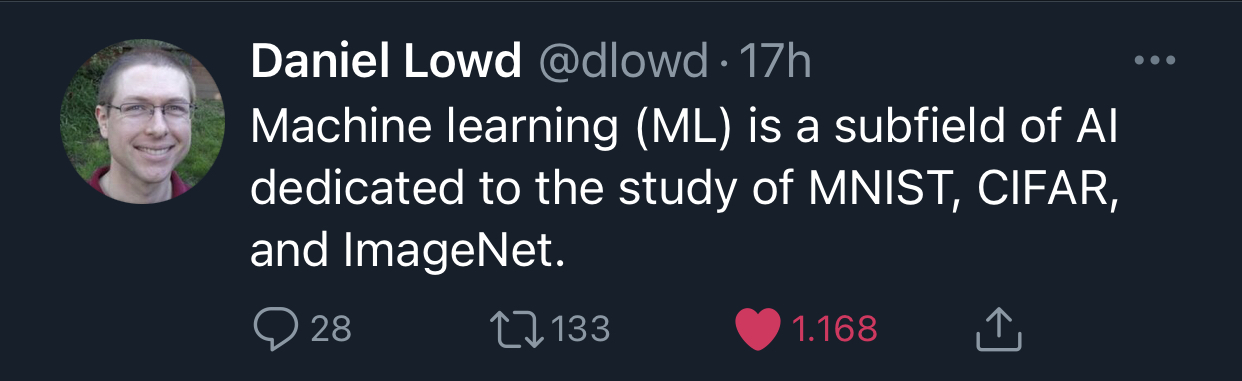 Daniel Lowd @dlowd · 17h
Machine learning (ML) is a subfield of AI
dedicated to the study of MNIST, CIFAR,
and ImageNet.
28 133 1.168